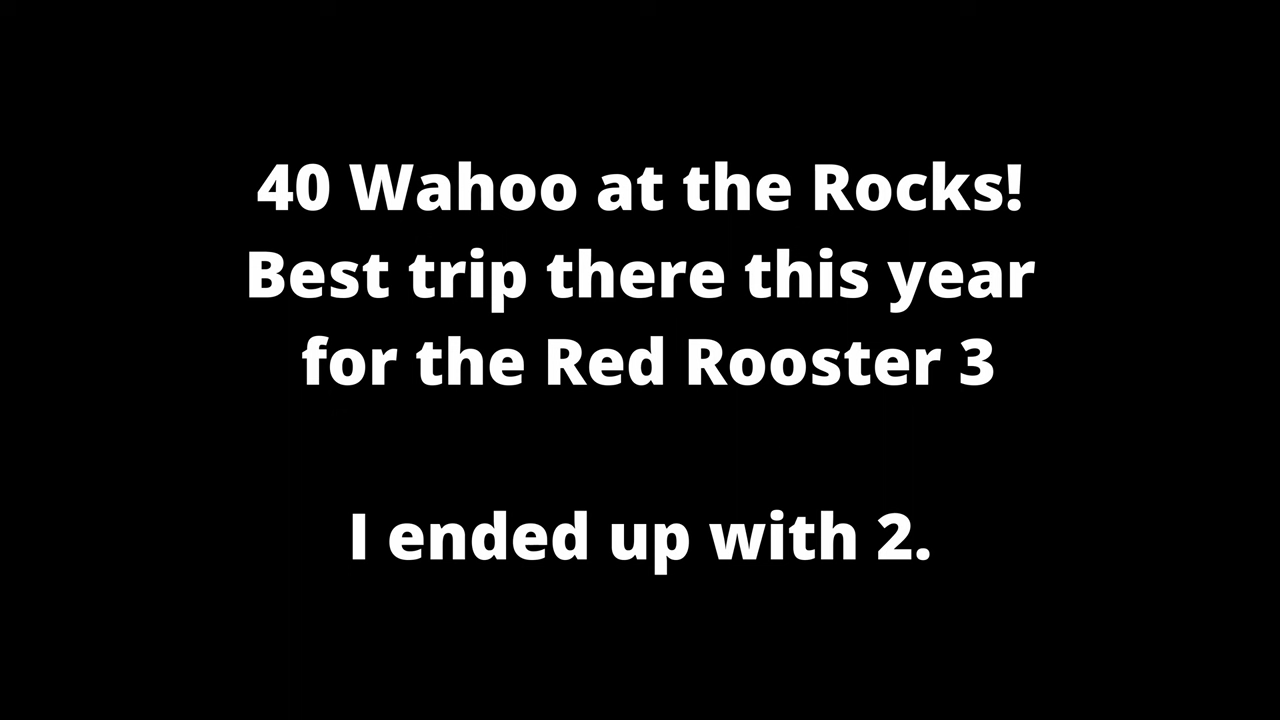 40 Wahoo at the Rocks!
Best trip there this year
for the Red Rooster 3
I ended up with 2.